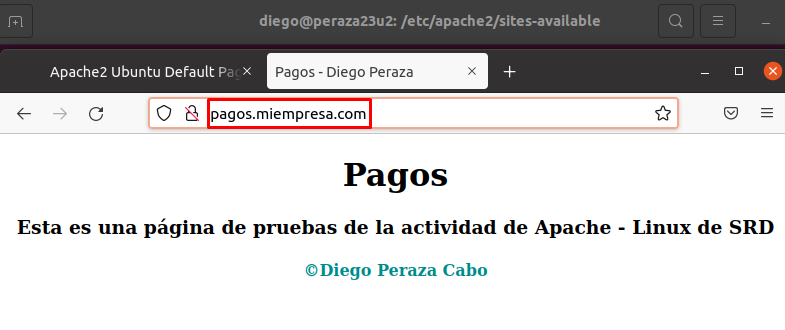 diego@peraza23u2: /etc/apache2/sites-available
Apache2 Ubuntu Default Pag
Pagos - Diego Peraza
pagos.miempresa.com
Pagos
Esta es una página de pruebas de la actividad de Apache - Linux de SRD
©Diego Peraza Cabo